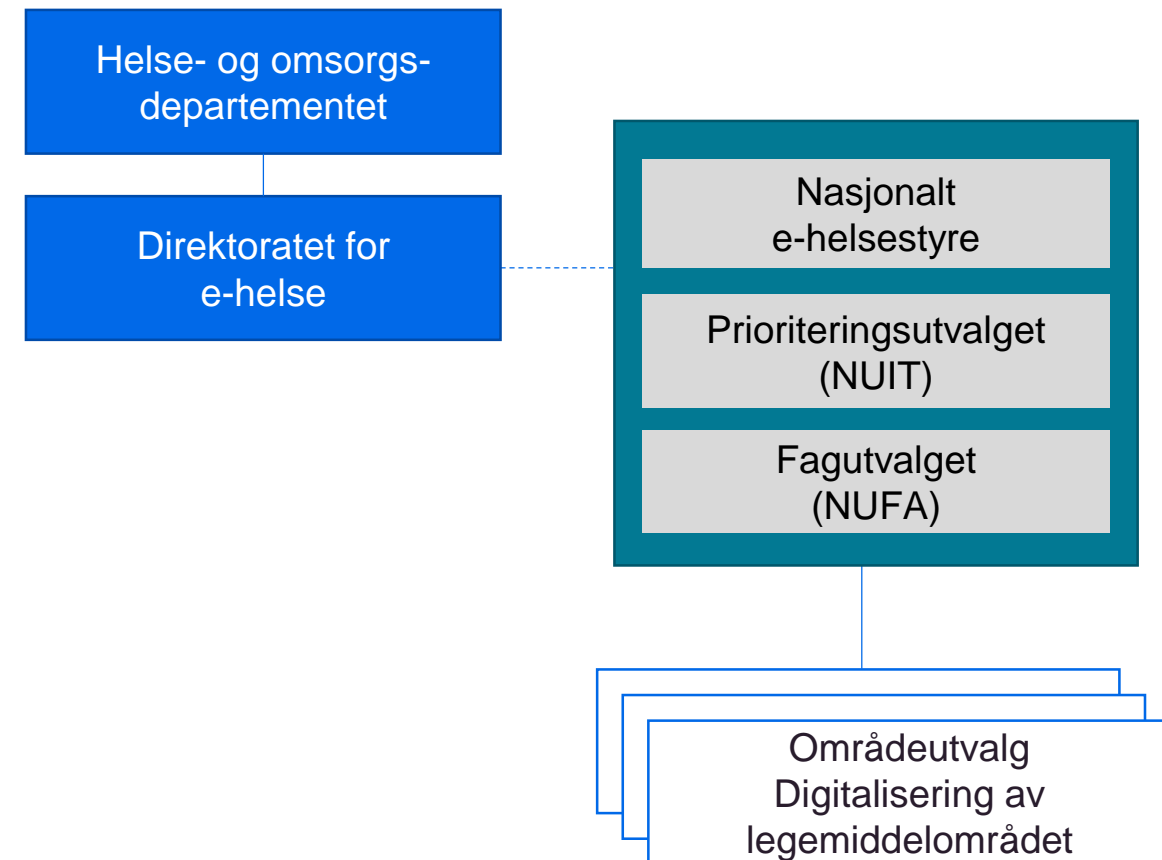 Helse- og omsorgs-
departementet
Direktoratet for
e-helse
Nasjonalt
e-helsestyre
Prioriteringsutvalget
(NUIT)
Fagutvalget
(NUFA)
Områdeutvalg
Digitalisering av
legemiddelområdet